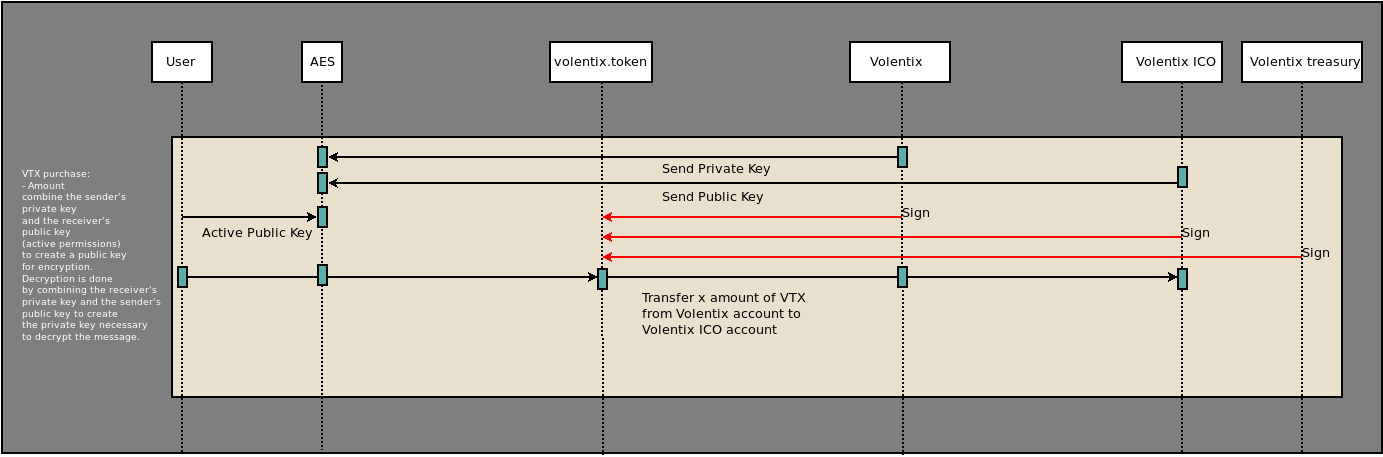 User
AES
volentix.token
Volentix
Volentix ICO
Volentix treasury
VTX purchase:
- Amount
combine the sender's
private key
and the receiver's
public key
(active permissions)
to create a public key
for encryption.
Decryption is done
by combining the receiver's
private key and the sender's
public key to create
the private key necessary
to decrypt the message.
Send Private Key
Send Public Key
Sign
Active Public Key
Sign
Sign
Transfer x amount of VTX
from Volentix account to
Volentix ICO account